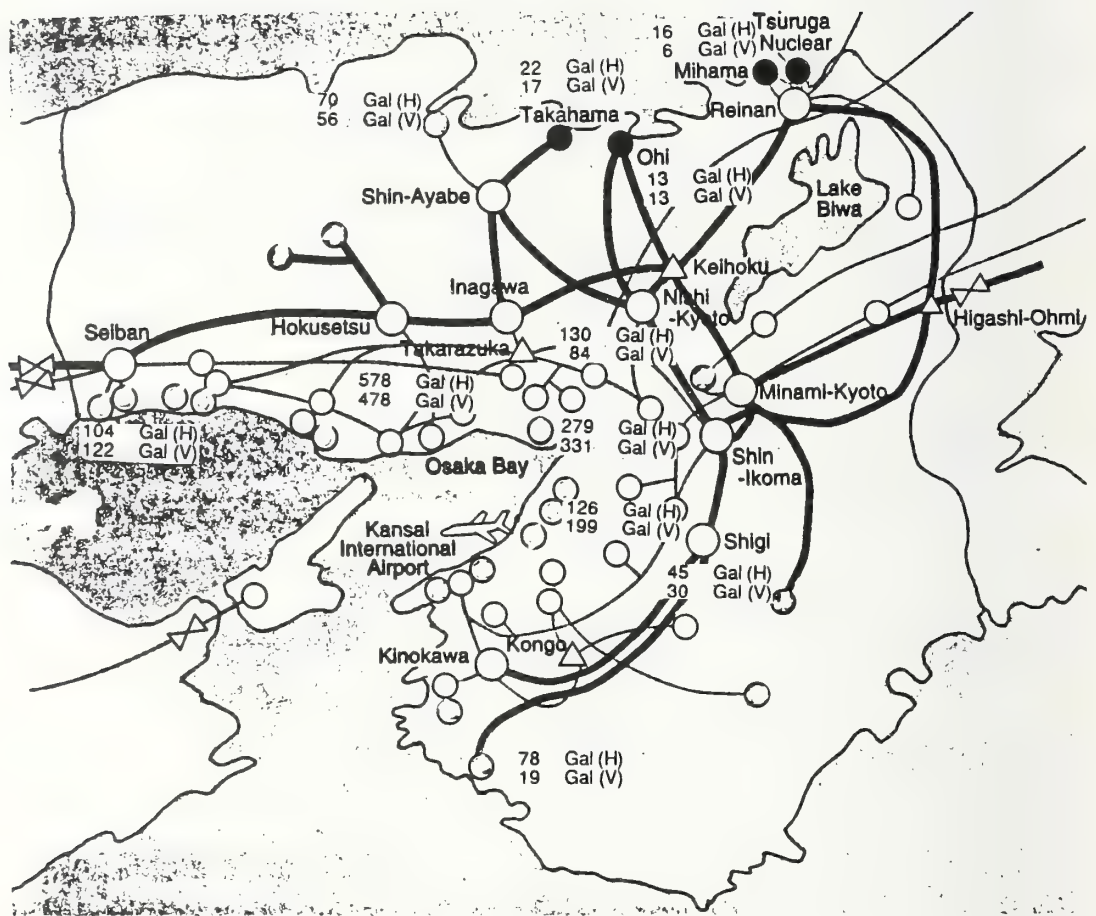 16 Gal (H)
6 Gal (V)
Tsuruga
Nuclear
Mihama
Reinan
22 Gal (H)
17 Gal (V)
Takahama
70 Gal (H)
56 Gal (V)
Ohi
13 Gal (H)
13 Gal (V)
Shin-Ayabe
Lake
Biwa
Keihoku
Inagawa
Nishi
-Kyoto
Hokusetsu
Seiban
Higashi-Ohmi
Takarazuka
130 Gal (H)
84 Gal (V)
578 Gal (H)
478 Gal (V)
Minami-Kyoto
104 Gal (H)
122 Gal (V)
279 Gal (H)
331 Gal (V)
Osaka Bay
Shin
-Ikoma
126 Gal (H)
199 Gal (V)
Kansai
International
Airport
Shigi
45 Gal (H)
30 Gal (V)
Kongo
Kinokawa
78 Gal (H)
19 Gal (V)